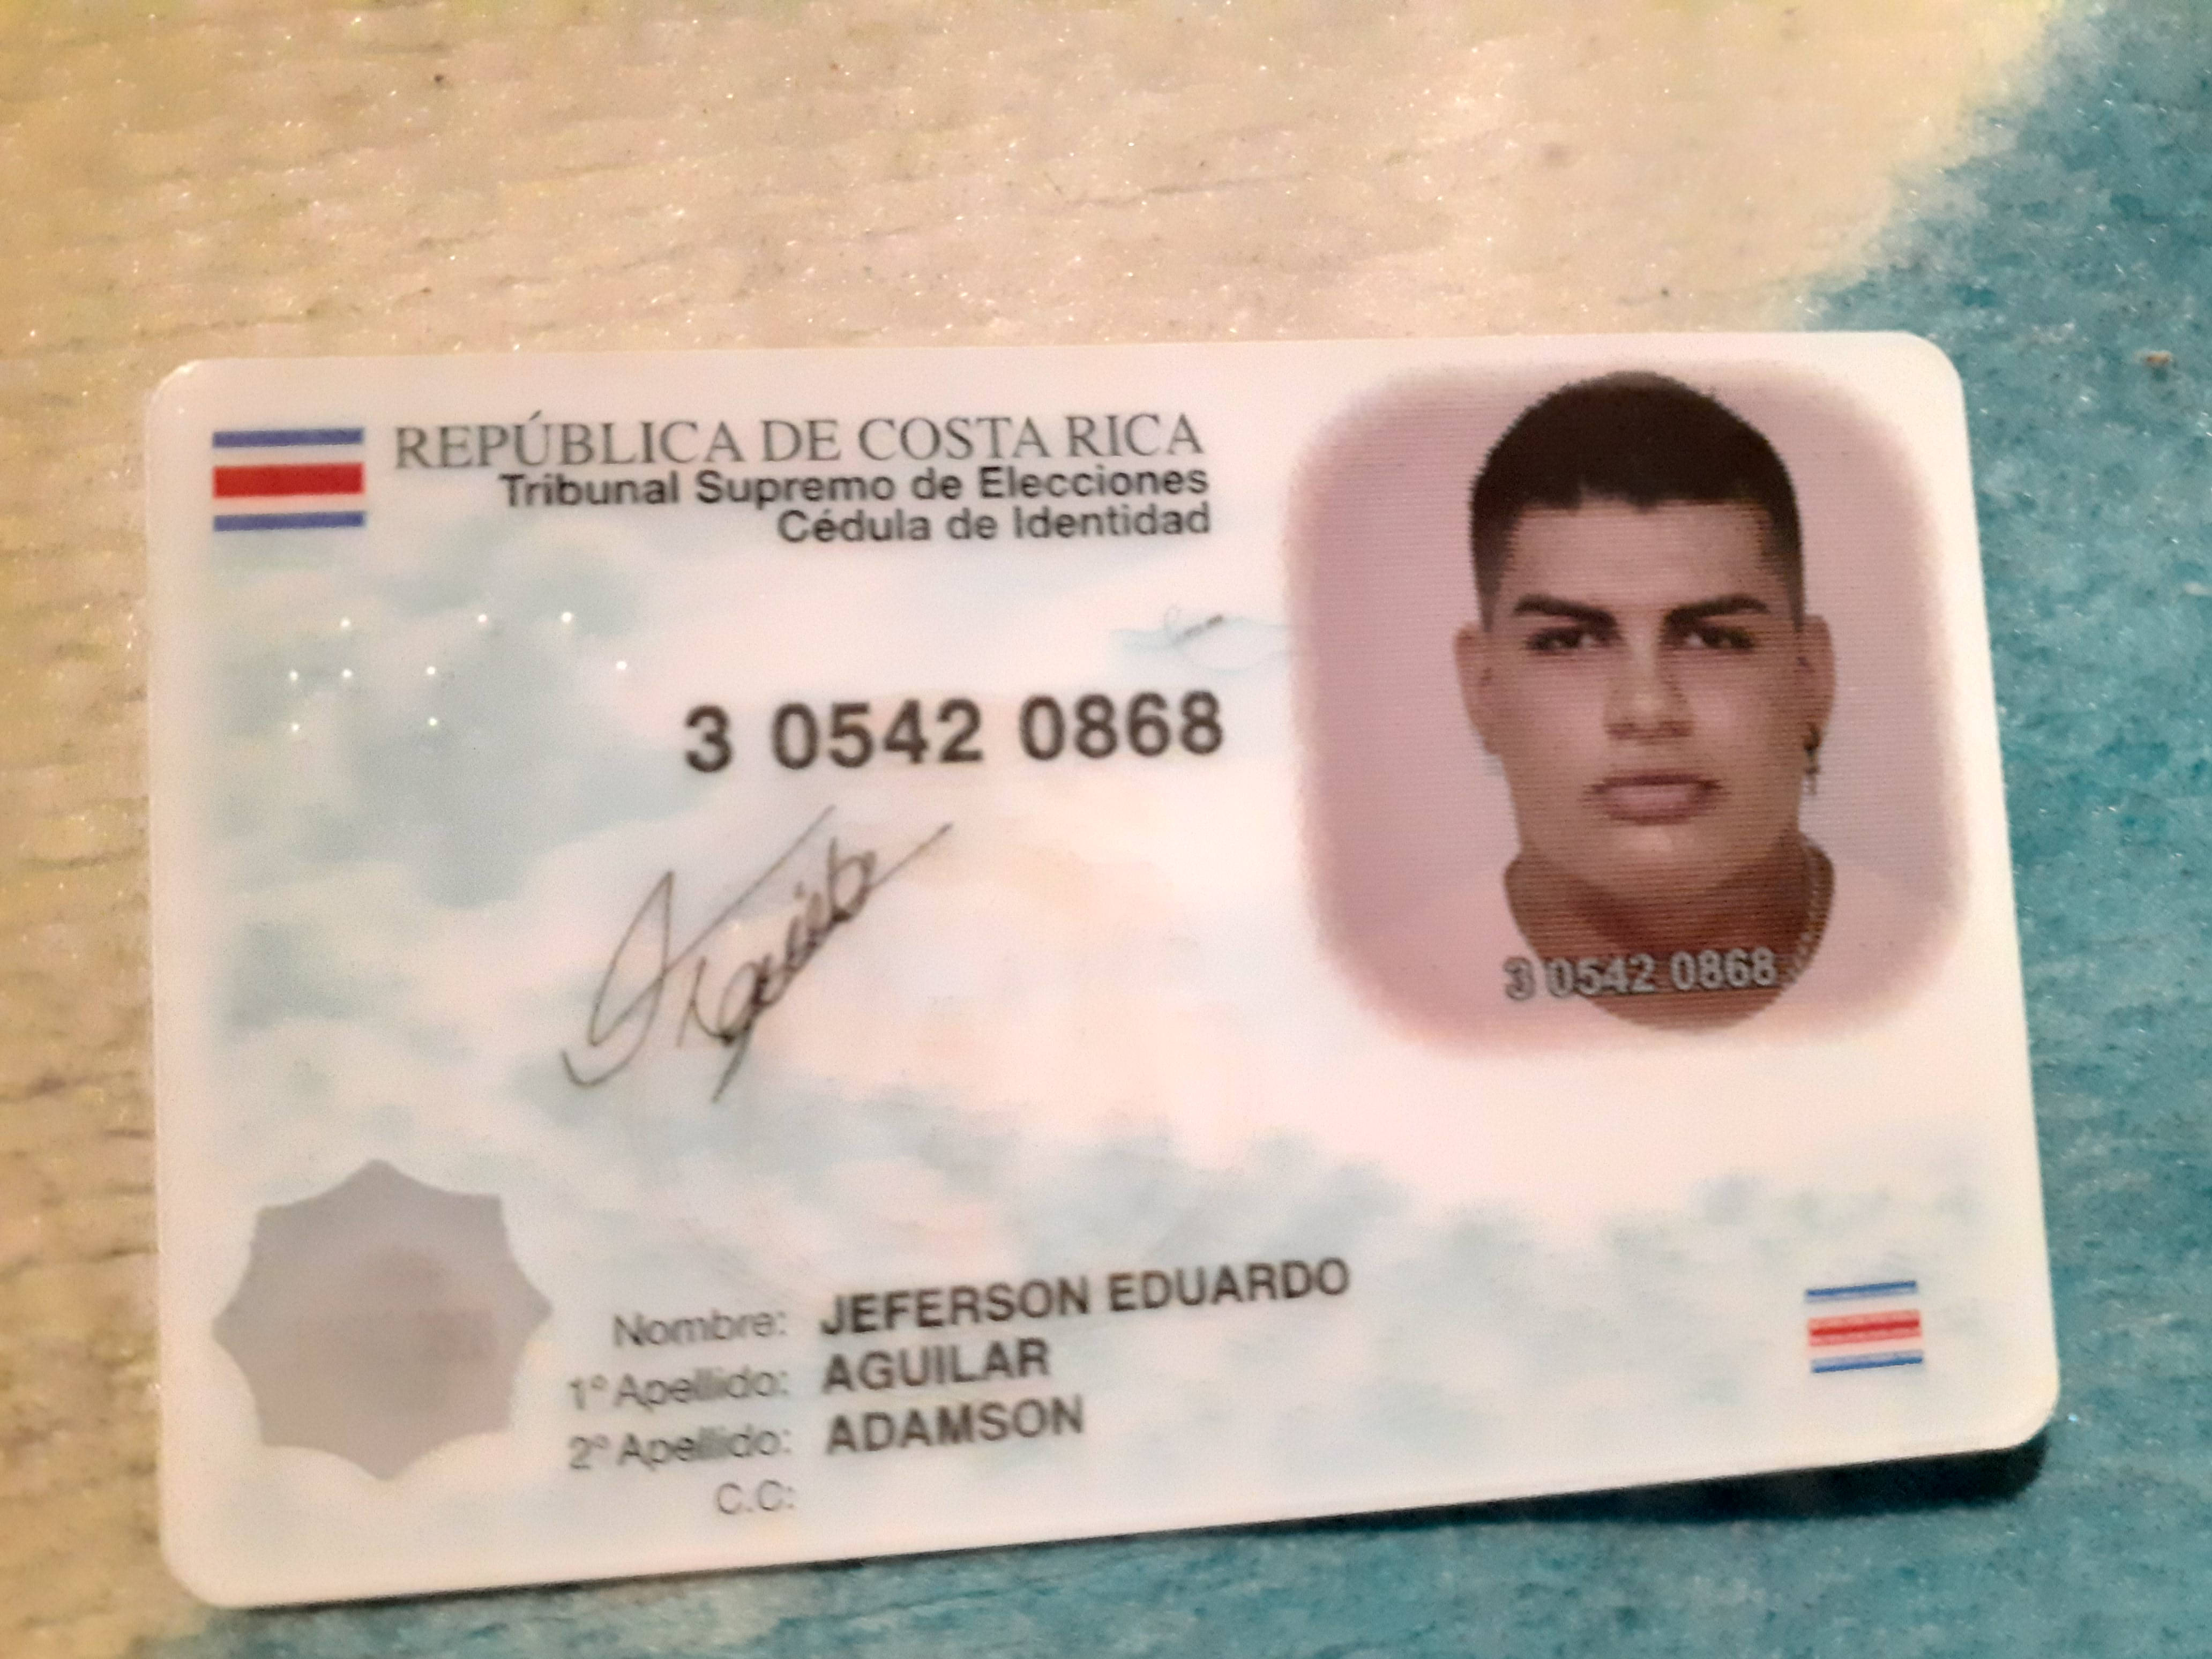 REPÚBLICA DE COSTA RICA
Tribunal Supremo de Elecciones
Cédula de Identidad
3 0542 0868
3 0542 0868
Nombre: JEFERSON EDUARDO
1° Apellido: AGUILAR
2° Apellido: ADAMSON
C.C: